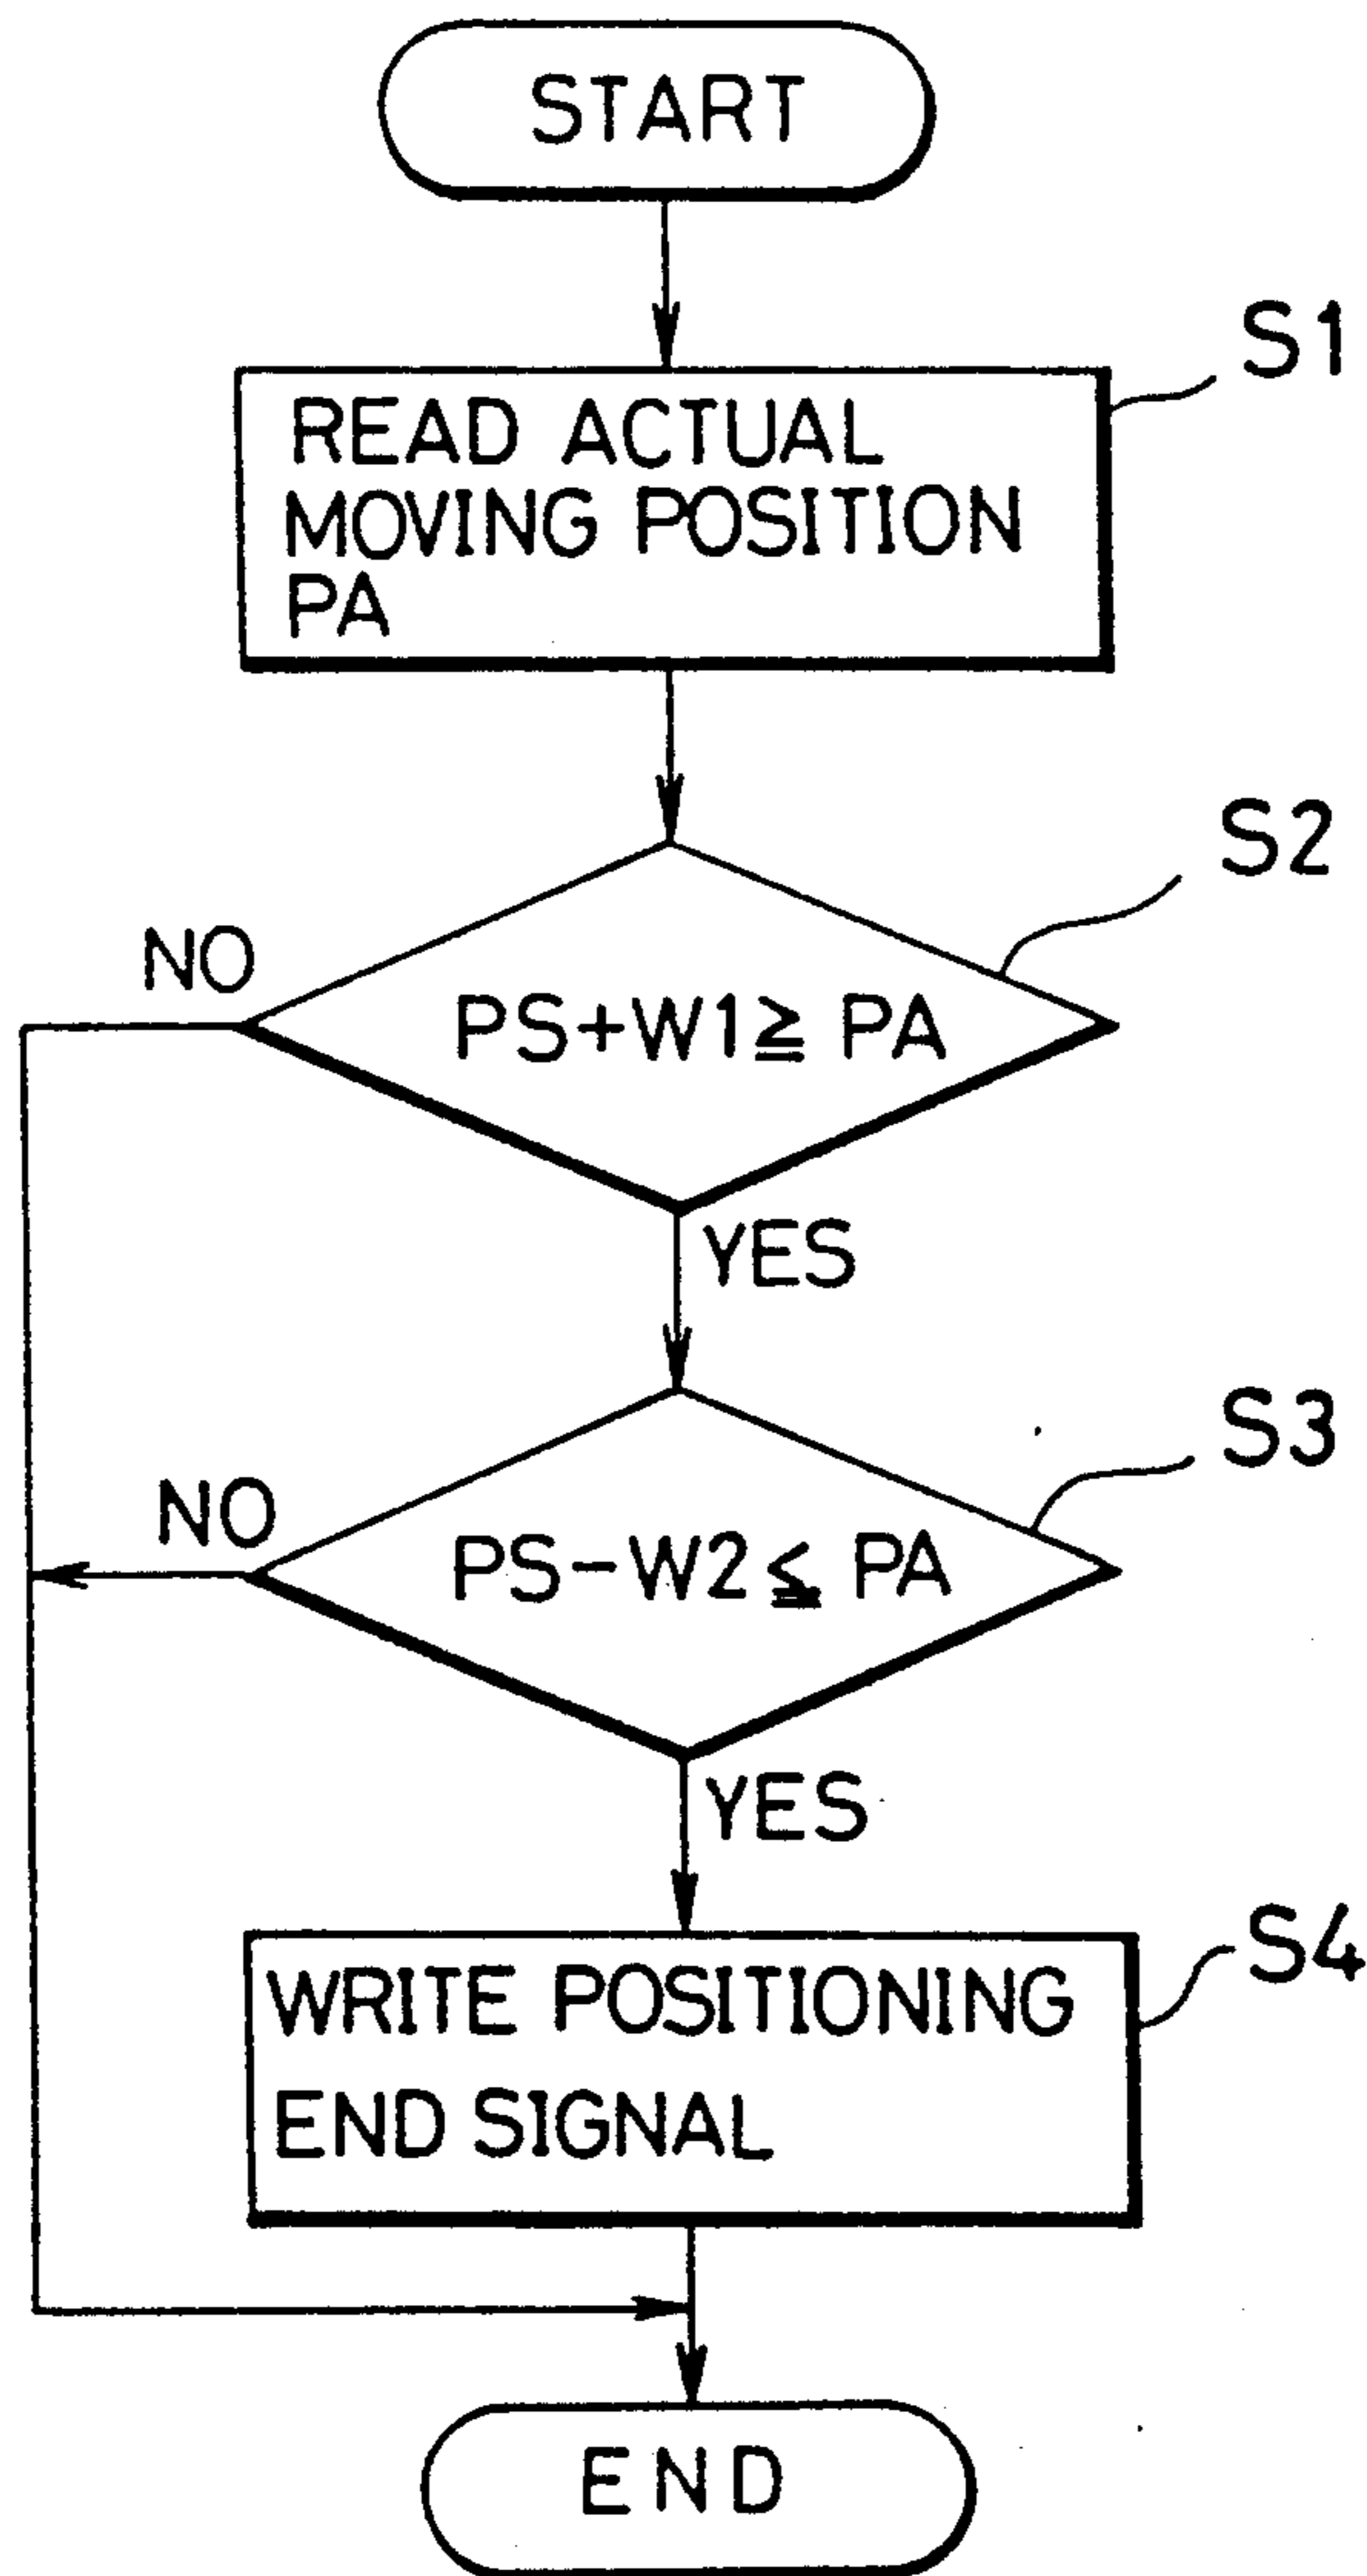 START
S1
READ ACTUAL
MOVING POSITION
PA
S2
NO
PS+W1≧ PA
YES
S3
NO
PS-W2≦ PA
YES
S4
WRITE POSITIONING
END SIGNAL
END